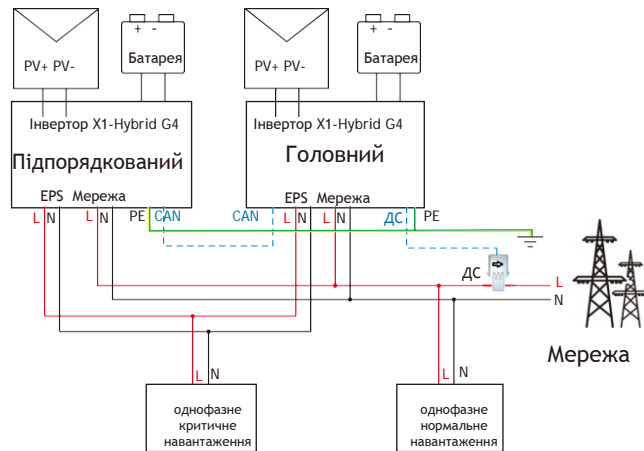 + -
Батарея
PV+ PV-
+ -
Батарея
PV+ PV-
Інвертор X1-Hybrid G4
Підпорядкований
EPS Мережа
L N L N PE CAN
Інвертор X1-Hybrid G4
Головний
EPS Мережа
CAN L N L N ДС PE
ДС
L
N
Мережа
L N
однофазне
критичне
навантаження
L N
однофазне
нормальне
навантаження